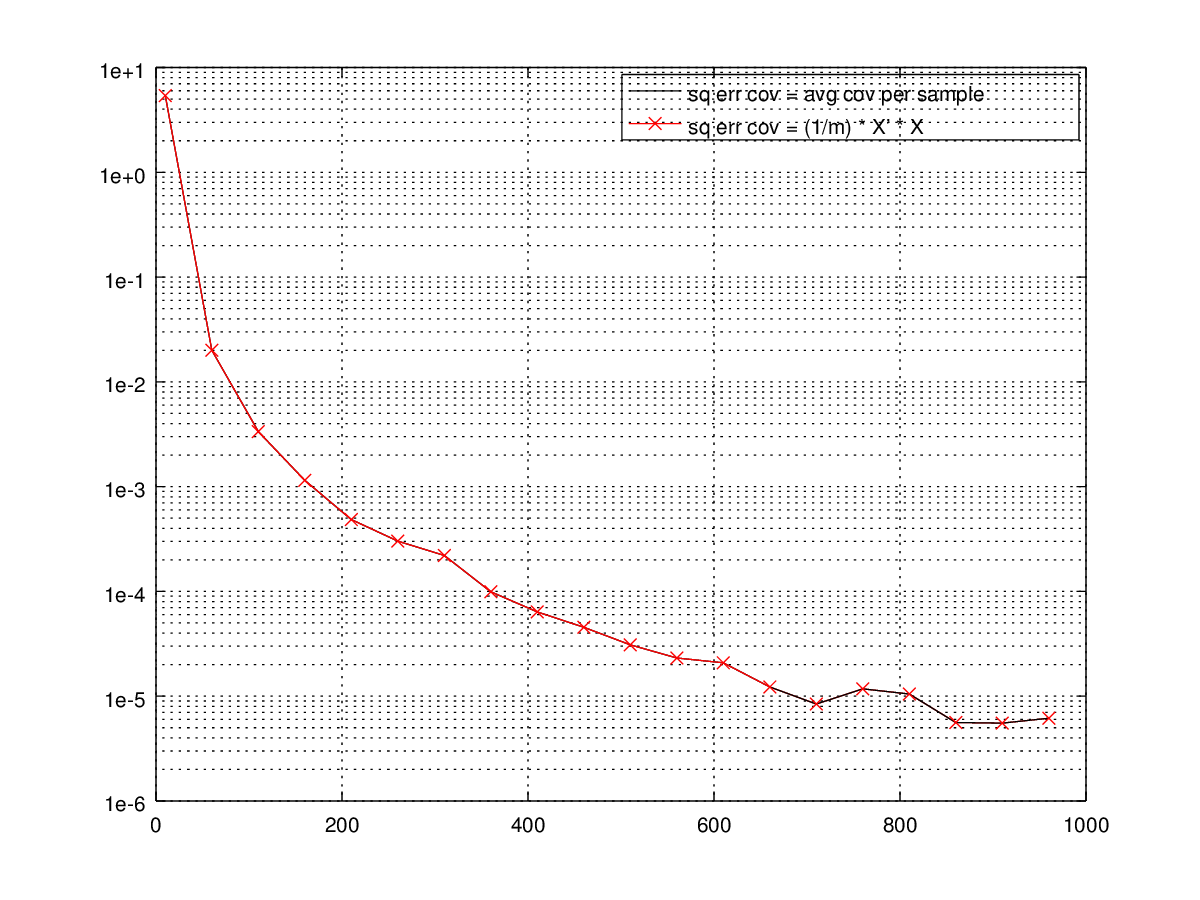 1e+1
sq err cov = avg cov per sample
sq err cov = (1/m) * X' * X
1e+0
1e-1
1e-2
1e-3
1e-4
1e-5
1e-6
0 200 400 600 800 1000